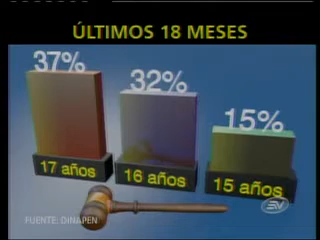 ÚLTIMOS 18 MESES
37%
32%
15%
17 años
16 años
15 años
FUENTE: DINAPEN